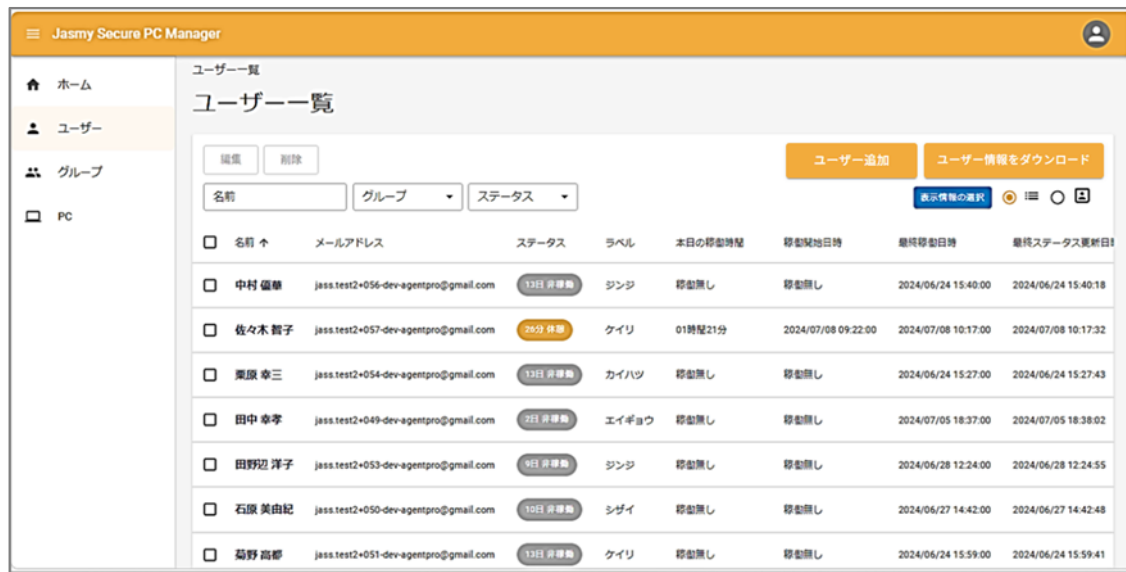 Jasmy Secure PC Manager
ホーム
ユーザー
グループ
PC
ユーザー一覧
ユーザー一覧
編集 削除 ユーザー追加 ユーザー情報をダウンロード
名前 グループ ステータス 表示情報の選択
名前 メールアドレス ステータス ラベル 本日の稼働時間 稼働開始日時 最終稼働日時 最終ステータス更新日時
中村 優華 jass.test2+056-dev-agentpro@gmail.com 13日 非稼働 ジンジ 稼働無し 稼働無し 2024/06/24 15:40:00 2024/06/24 15:40:18
佐々木 智子 jass.test2+057-dev-agentpro@gmail.com 26分 休憩 ケイリ 01時間21分 2024/07/08 09:22:00 2024/07/08 10:17:00 2024/07/08 10:17:32
栗原 幸三 jass.test2+054-dev-agentpro@gmail.com 13日 非稼働 カイハツ 稼働無し 稼働無し 2024/06/24 15:27:00 2024/06/24 15:27:43
田中 幸孝 jass.test2+049-dev-agentpro@gmail.com 2日 非稼働 エイギョウ 稼働無し 稼働無し 2024/07/05 18:37:00 2024/07/05 18:38:02
田野辺 洋子 jass.test2+053-dev-agentpro@gmail.com 9日 非稼働 ジンジ 稼働無し 稼働無し 2024/06/28 12:24:00 2024/06/28 12:24:55
石原 美由紀 jass.test2+050-dev-agentpro@gmail.com 10日 非稼働 シザイ 稼働無し 稼働無し 2024/06/27 14:42:00 2024/06/27 14:42:48
菊野 高都 jass.test2+051-dev-agentpro@gmail.com 13日 非稼働 ケイリ 稼働無し 稼働無し 2024/06/24 15:59:00 2024/06/24 15:59:41